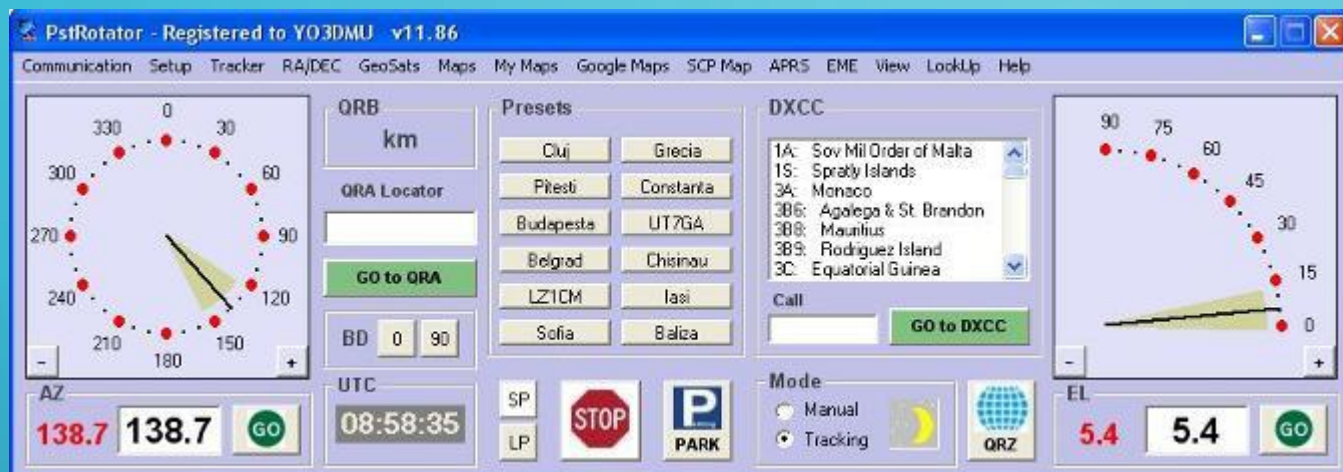 PstRotator - Registered to YO3DMU v11.86
Communication Setup Tracker RA/DEC GeoSats Maps My Maps Google Maps SCP Map APRS EME View LookUp Help
0
30
60
90
120
150
180
210
240
270
300
330
-
+
AZ
138.7
138.7
GO
QRB
km
QRA Locator
GO to QRA
BD 0 90
UTC
08:58:35
Presets
Cluj Grecia
Pitesti Constanta
Budapesta UT7GA
Belgrad Chisinau
LZ1CM Iasi
Sofia Baliza
SP
LP
STOP
P
PARK
DXCC
1A: Sov Mil Order of Malta
1S: Spratly Islands
3A: Monaco
3B6: Agalega & St. Brandon
3B8: Mauritius
3B9: Rodriguez Island
3C: Equatorial Guinea
Call
GO to DXCC
Mode
Manual
Tracking
QRZ
90
75
60
45
30
15
0
-
+
EL
5.4
5.4
GO